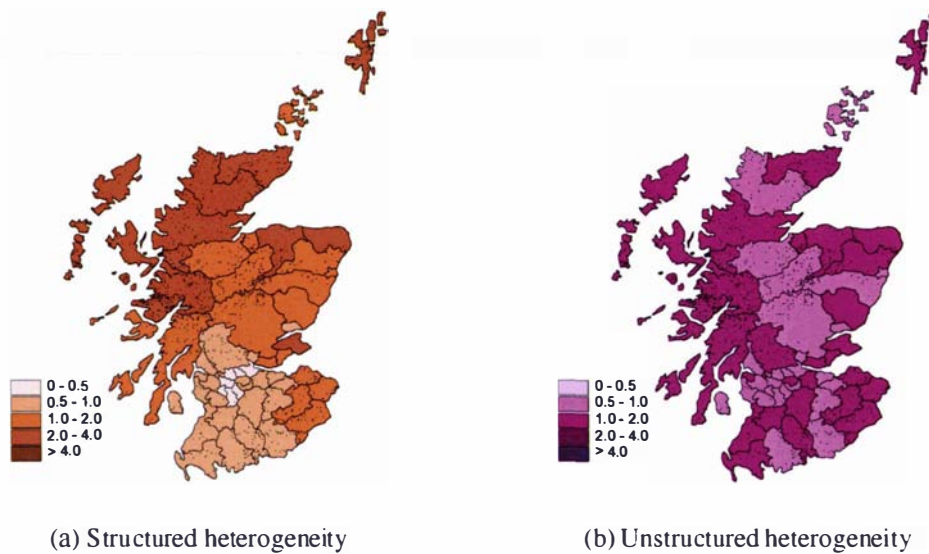 0 - 0.5
0.5 - 1.0
1.0 - 2.0
2.0 - 4.0
> 4.0
0 - 0.5
0.5 - 1.0
1.0 - 2.0
2.0 - 4.0
> 4.0
(a) Structured heterogeneity
(b) Unstructured heterogeneity